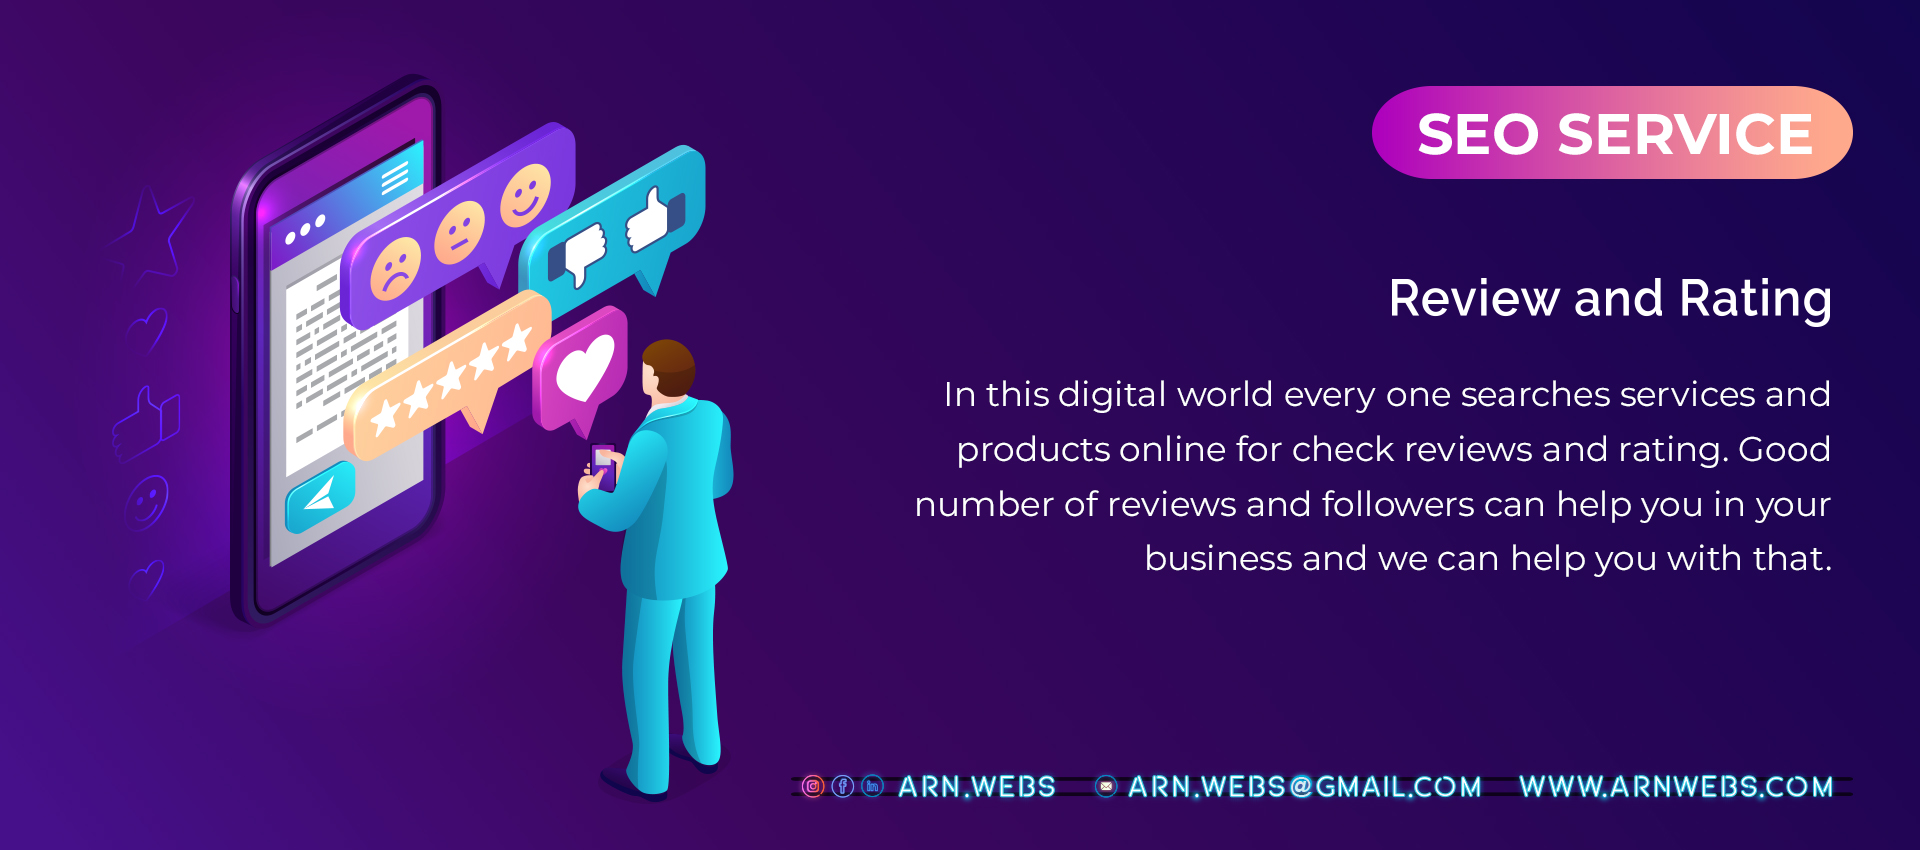 SEO SERVICE
Review and Rating
In this digital world every one searches services and
products online for check reviews and rating. Good
number of reviews and followers can help you in your
business and we can help you with that.
ARN.WEBS ARN.WEBS@GMAIL.COM WWW.ARNWEBS.COM